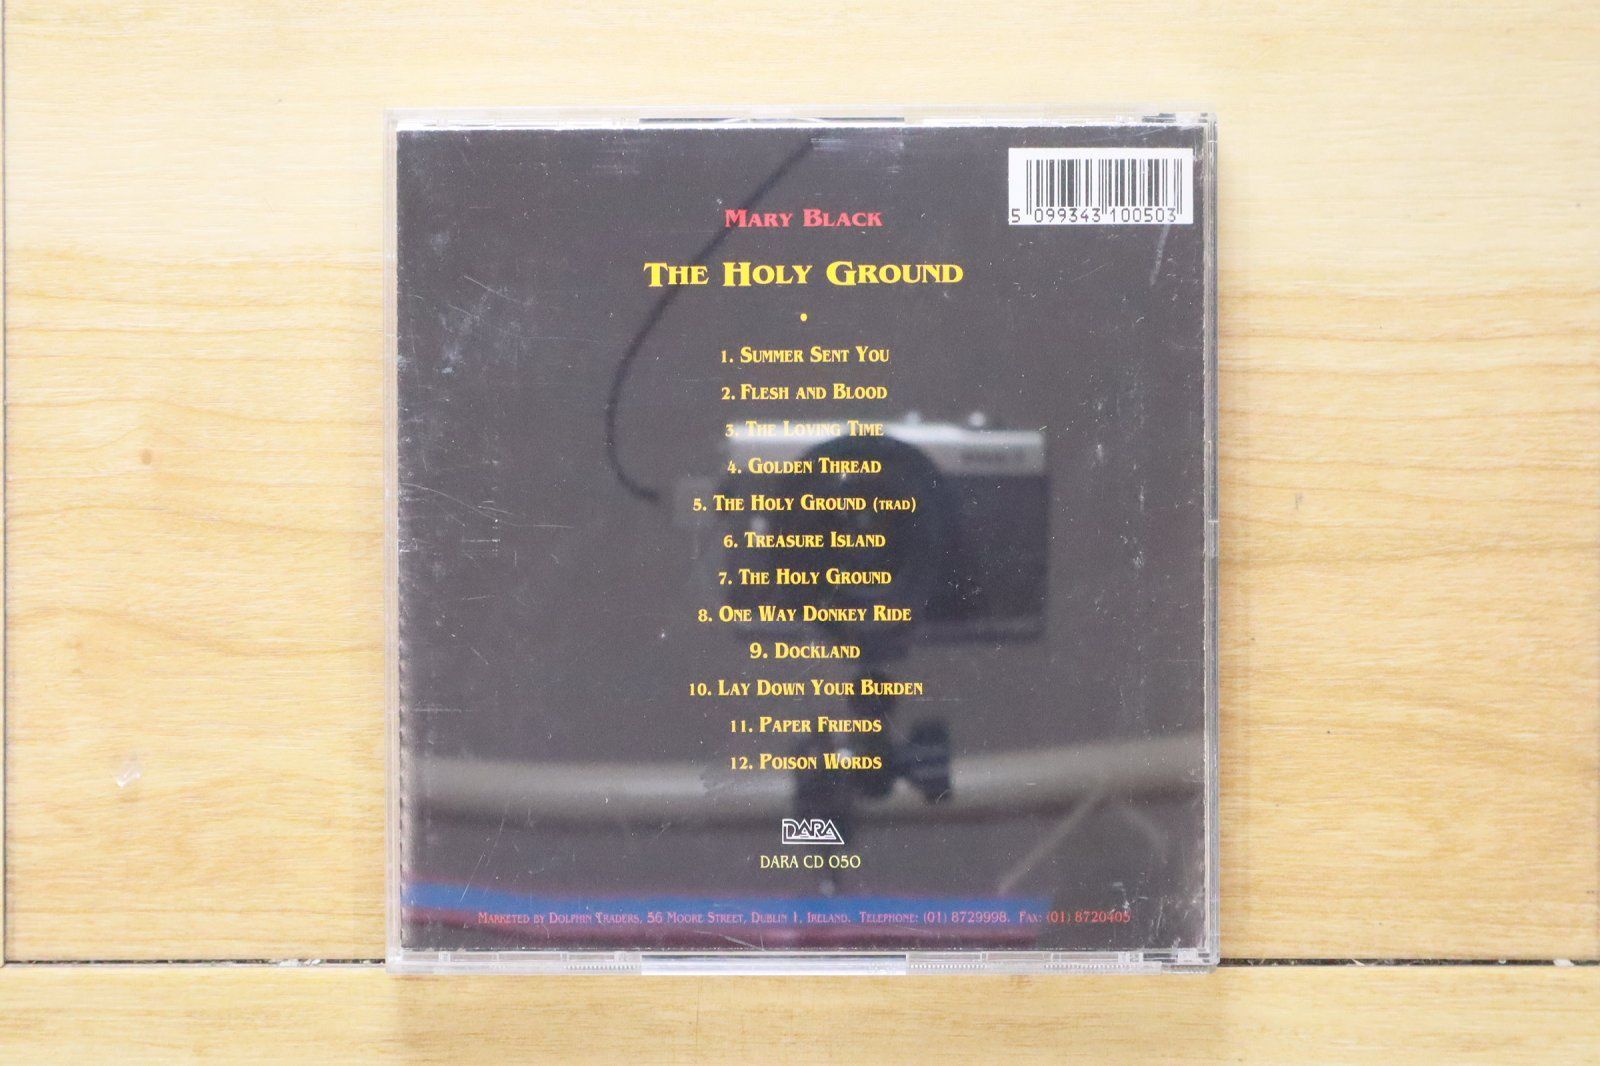 5 099343 100503
Mary Black
The Holy Ground
•
1. Summer Sent You
2. Flesh and Blood
3. The Loving Time
4. Golden Thread
5. The Holy Ground (trad)
6. Treasure Island
7. The Holy Ground
8. One Way Donkey Ride
9. Dockland
10. Lay Down Your Burden
11. Paper Friends
12. Poison Words
DARA
DARA CD 050
Marketed by Dolphin Traders, 56 Moore Street, Dublin 1, Ireland. Telephone: (01) 8729998. Fax: (01) 8720405